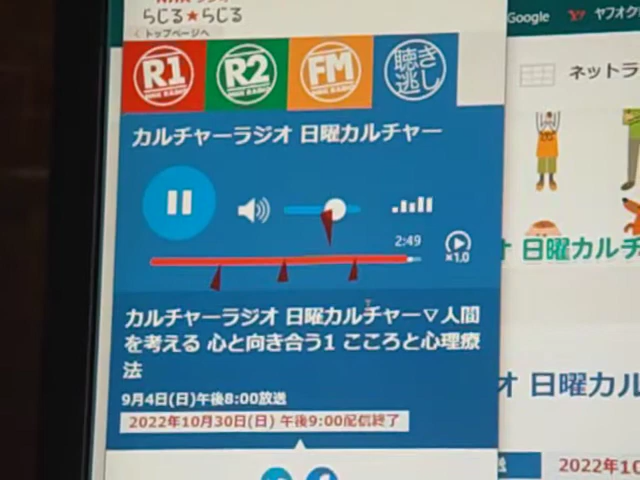 らじる★らじる
トップページへ
Google
ヤフオク
R1
R2
FM
聴き
逃し
ネットラ
カルチャーラジオ 日曜カルチャー
2:49
×1.0
日曜カルチ
カルチャーラジオ 日曜カルチャー▽人間
を考える 心と向き合う1 こころと心理療
法
オ 日曜カル
9月4日(日)午後8:00放送
2022年10月30日(日) 午後9:00配信終了
2022年10